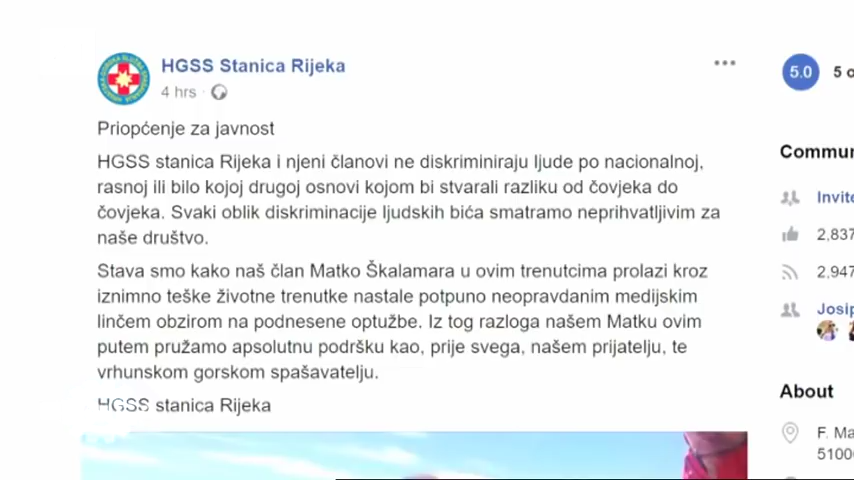 HGSS Stanica Rijeka
4 hrs ·
Priopćenje za javnost
HGSS stanica Rijeka i njeni članovi ne diskriminiraju ljude po nacionalnoj,
rasnoj ili bilo kojoj drugoj osnovi kojom bi stvarali razliku od čovjeka do
čovjeka. Svaki oblik diskriminacije ljudskih bića smatramo neprihvatljivim za
naše društvo.
Stava smo kako naš član Matko Škalamara u ovim trenutcima prolazi kroz
iznimno teške životne trenutke nastale potpuno neopravdanim medijskim
linčem obzirom na podnesene optužbe. Iz tog razloga našem Matku ovim
putem pružamo apsolutnu podršku kao, prije svega, našem prijatelju, te
vrhunskom gorskom spašavatelju.
HGSS stanica Rijeka
5.0 5 o
Commun
Invite
2,837
2,947
Josip
About
F. Ma
5100